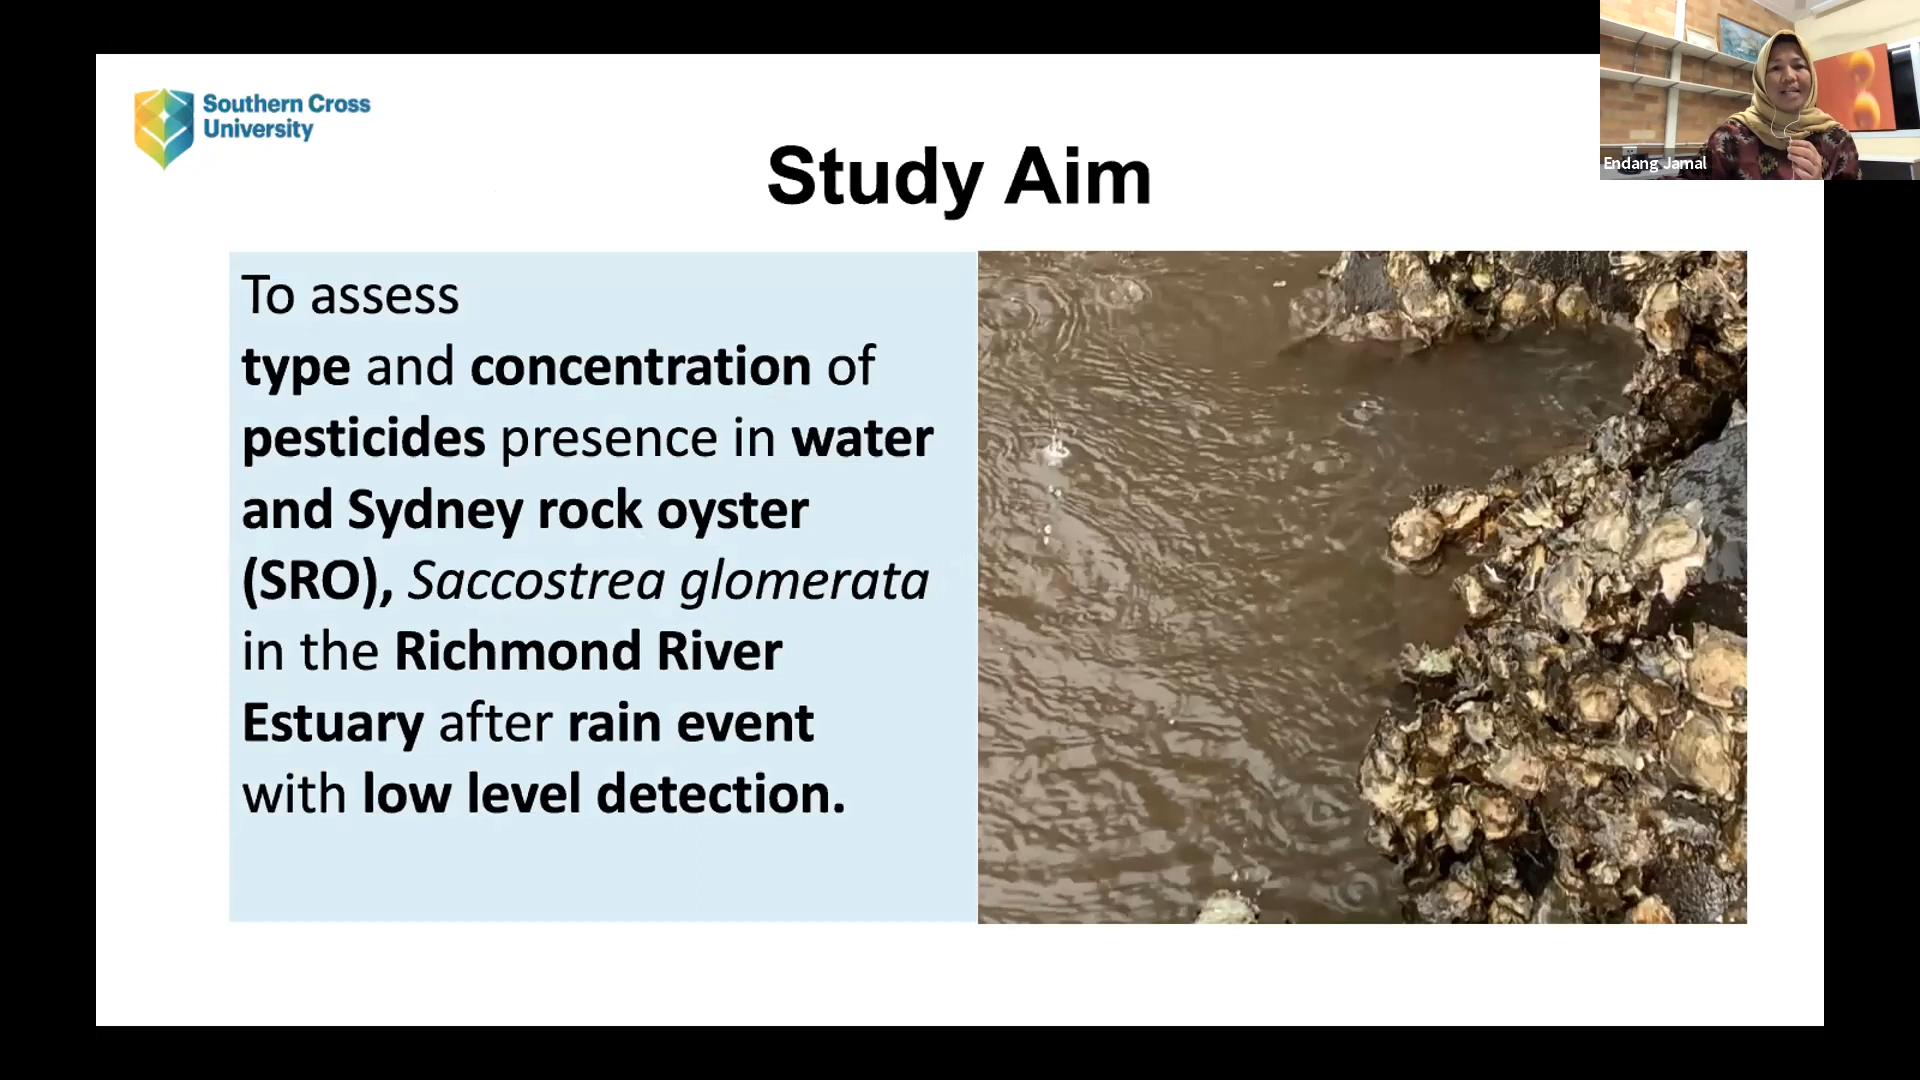 Southern Cross
University
Study Aim
Endang Jamal
To assess
type and concentration of
pesticides presence in water
and Sydney rock oyster
(SRO), Saccostrea glomerata
in the Richmond River
Estuary after rain event
with low level detection.